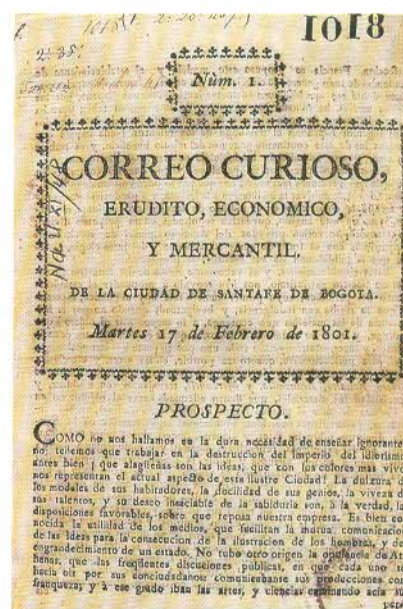 1018
2: 35.
Núm. 1.
CORREO CURIOSO,
ERUDITO, ECONOMICO,
Y MERCANTIL.
DE LA CIUDAD DE SANTAFE DE BOGOTA.
Martes 17 de Febrero de 1801.
PROSPECTO.
COMO no nos hallamos en la dura necesidad de enseñar ignorantes
no tenemos que trabajar en la destruccion del imperio del idiotismo
antes bien ¡ que alagüeñas son las ideas, que con los colores mas vivos
nos representan el actual aspecto de esta ilustre Ciudad! La dulzura de
los modales de sus habitadores, la docilidad de sus genios, la viveza de
sus talentos, y su deseo insaciable de la sabiduria son, à la verdad, las
disposiciones favorables, sobre que reposa nuestra empresa. Es bien co-
nocida la utilidad de los medios, que facilitan la mutua comunicacion
de las Ideas para la consecucion de la ilustracion de los hombres, y de
engrandecimiento de un estado. No tubo otro origen la opulencia de At
henas, que las freqüentes discuciones publicas, en que cada uno se
hacia oir por sus conciudadanos: comunicabanse sus producciones con
franqueza, y à ese grado iban las artes, y ciencias caminando acia su
per